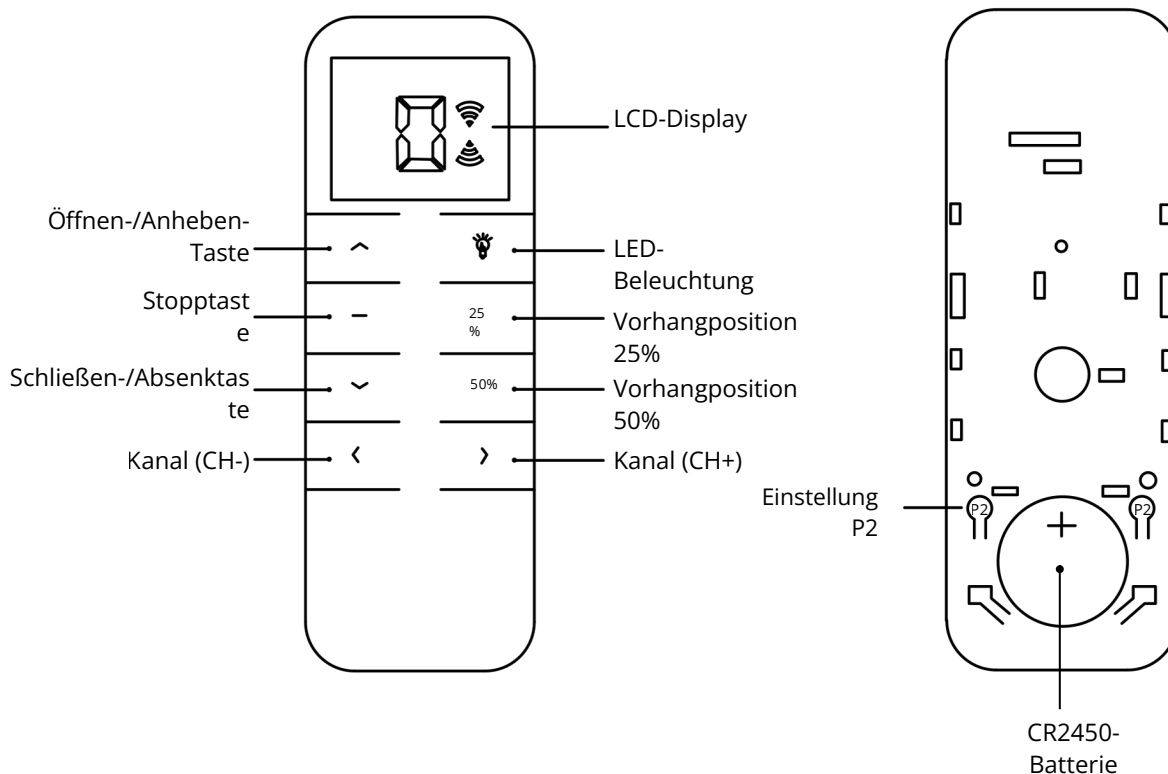 LCD-Display
Öffnen-/Anheben-
Taste
LED-
Beleuchtung
Stopptast
e
25
%
Vorhangposition
25%
Schließen-/Absenktas
te
50%
Vorhangposition
50%
Kanal (CH-)
Kanal (CH+)
Einstellung
P2
P2
P2
CR2450-
Batterie